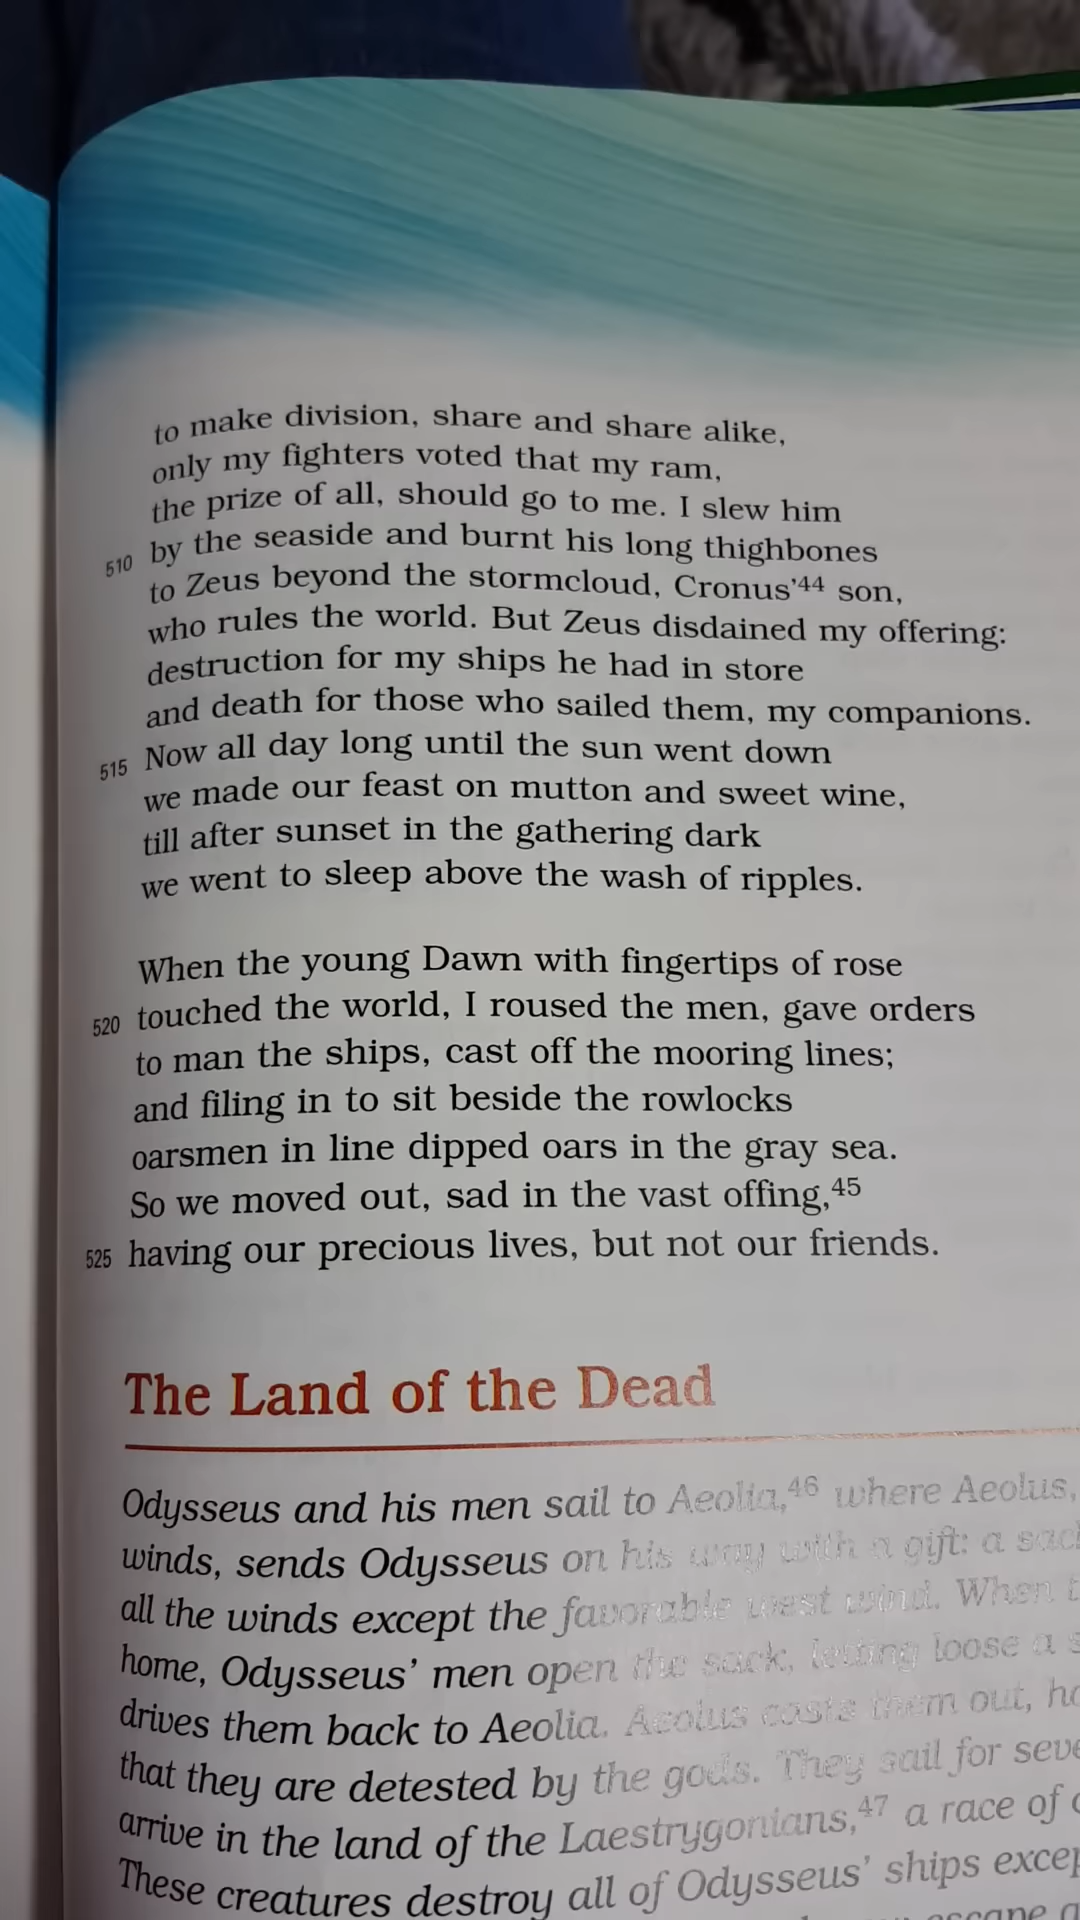 to make division, share and share alike,
only my fighters voted that my ram,
the prize of all, should go to me. I slew him
510 by the seaside and burnt his long thighbones
to Zeus beyond the stormcloud, Cronus'44 son,
who rules the world. But Zeus disdained my offering:
destruction for my ships he had in store
and death for those who sailed them, my companions.
515 Now all day long until the sun went down
we made our feast on mutton and sweet wine,
till after sunset in the gathering dark
we went to sleep above the wash of ripples.
When the young Dawn with fingertips of rose
520 touched the world, I roused the men, gave orders
to man the ships, cast off the mooring lines;
and filing in to sit beside the rowlocks
oarsmen in line dipped oars in the gray sea.
So we moved out, sad in the vast offing,45
525 having our precious lives, but not our friends.
The Land of the Dead
Odysseus and his men sail to Aeolia,46 where Aeolus,
winds, sends Odysseus on his way with a gift: a sack
all the winds except the favorable west wind. When
home, Odysseus' men open the sack, letting loose a
drives them back to Aeolia. Aeolus casts them out,
that they are detested by the gods. They sail for
arrive in the land of the Laestrygonians,47 a race of
These creatures destroy all of Odysseus' ships
escape